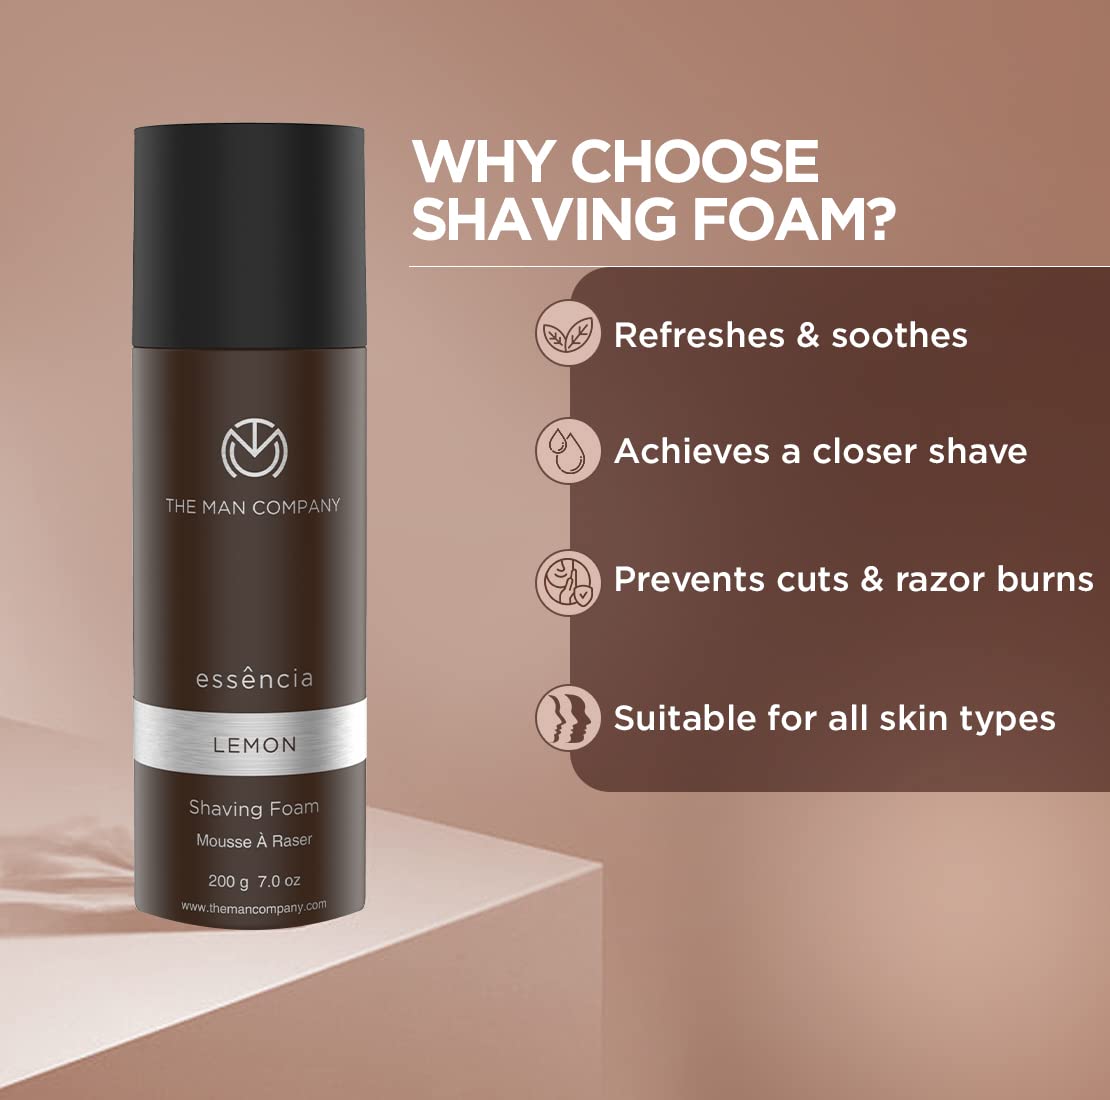 WHY CHOOSE
SHAVING FOAM?
Refreshes & soothes
Achieves a closer shave
Prevents cuts & razor burns
Suitable for all skin types
THE MAN COMPANY
essência
LEMON
Shaving Foam
Mousse À Raser
200 g 7.0 oz
www.themancompany.com